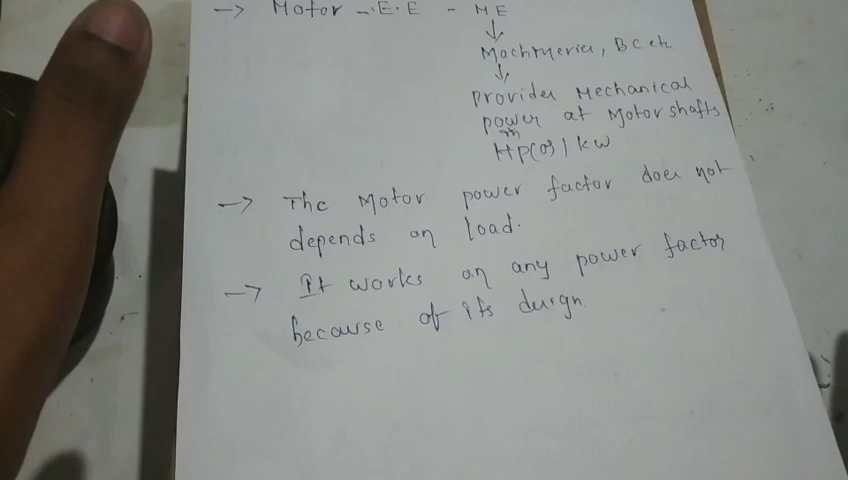 → Motor - E.E - ME
↓
Machineries, BC etc
↓
provides Mechanical
power at Motor shafts
in
HP(or) kw
→ The Motor power factor does not
depends on load.
→ It works on any power factor
because of its design